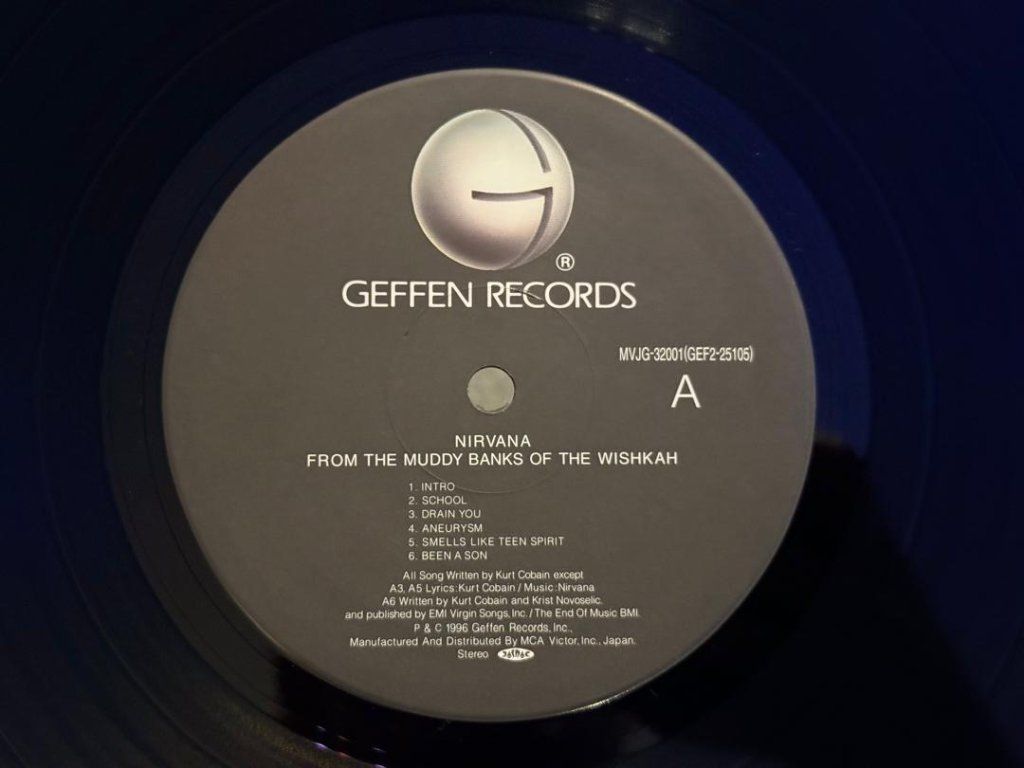 ®
GEFFEN RECORDS
MVJG-32001(GEF2-25105)
A
NIRVANA
FROM THE MUDDY BANKS OF THE WISHKAH
1. INTRO
2. SCHOOL
3. DRAIN YOU
4. ANEURYSM
5. SMELLS LIKE TEEN SPIRIT
6. BEEN A SON
All Song Written by Kurt Cobain except
A3, A5 Lyrics:Kurt Cobain / Music:Nirvana
A6 Written by Kurt Cobain and Krist Novoselic.
and published by EMI Virgin Songs, Inc. / The End Of Music BMI.
P & C 1996 Geffen Records, Inc.,
Manufactured And Distributed By MCA Victor, Inc., Japan.
Stereo